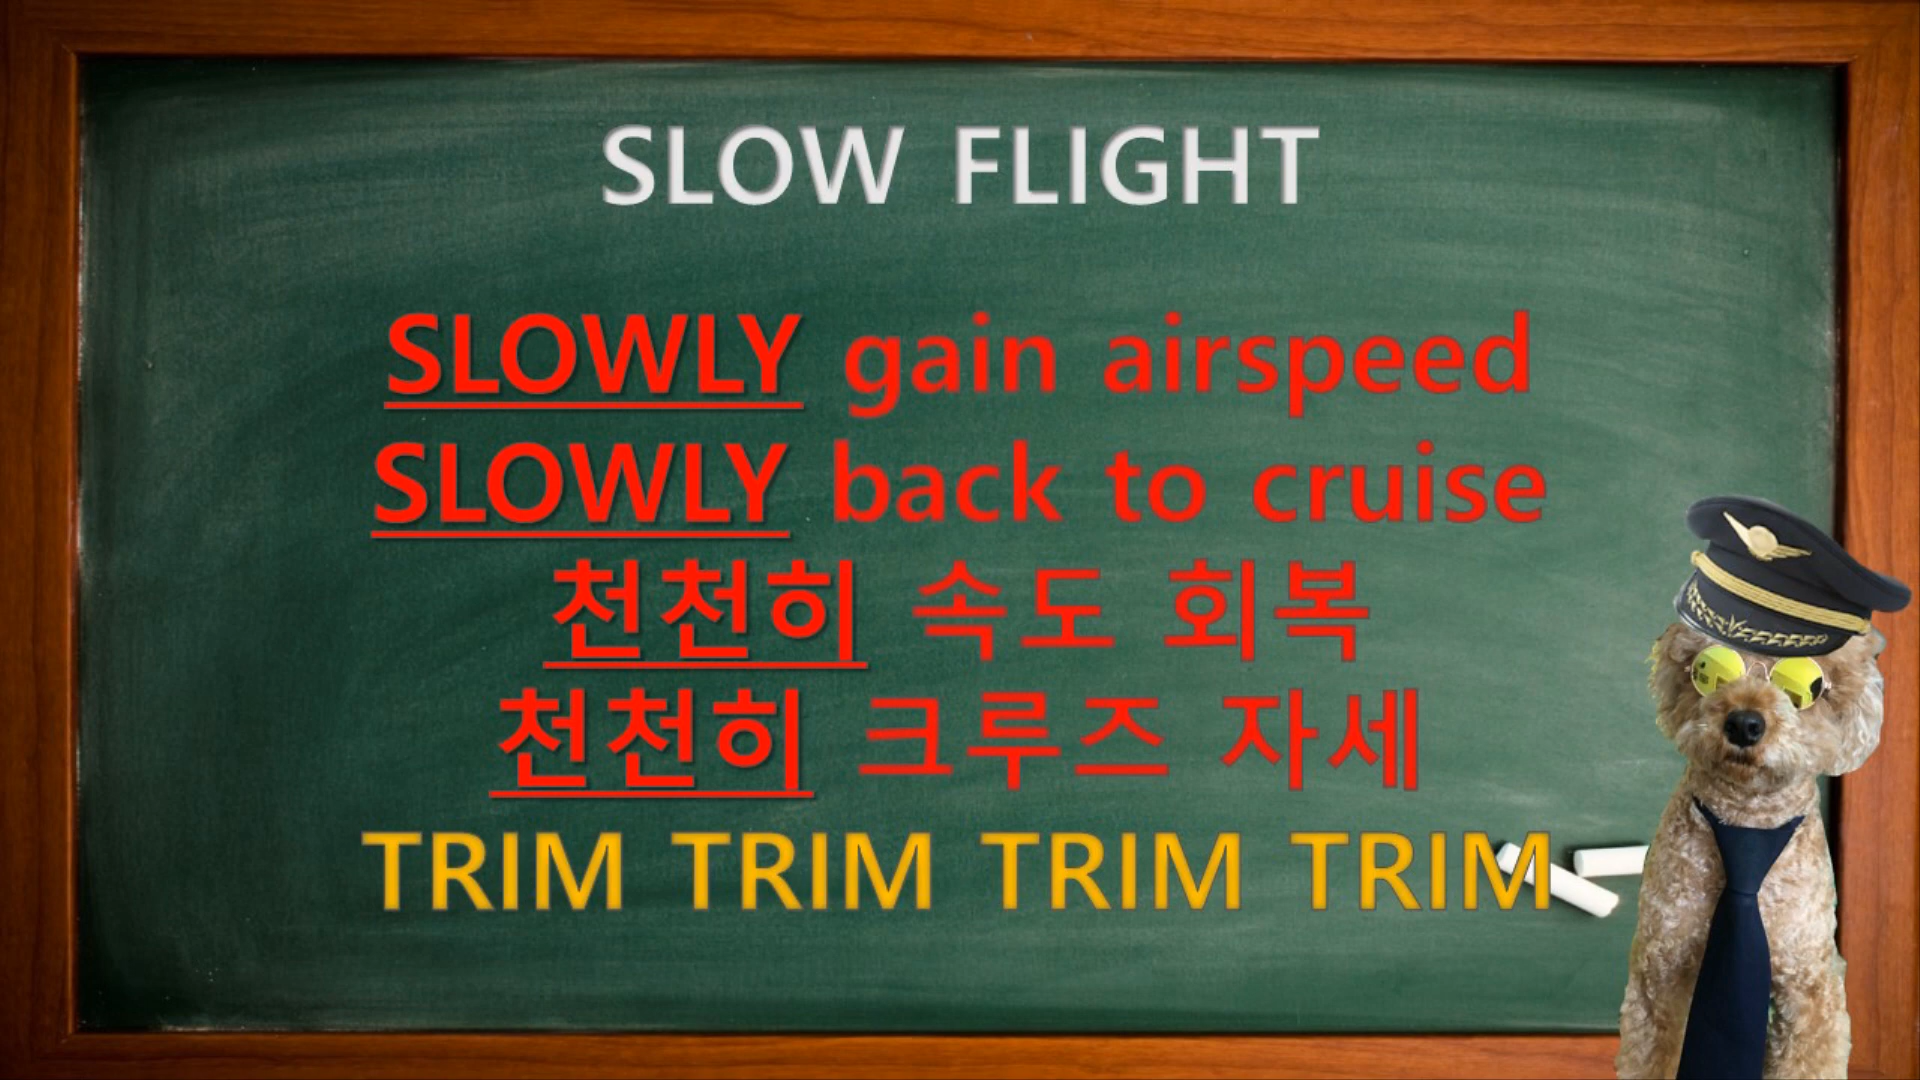 SLOW FLIGHT
SLOWLY gain airspeed
SLOWLY back to cruise
천천히 속도 회복
천천히 크루즈 자세
TRIM TRIM TRIM TRIM